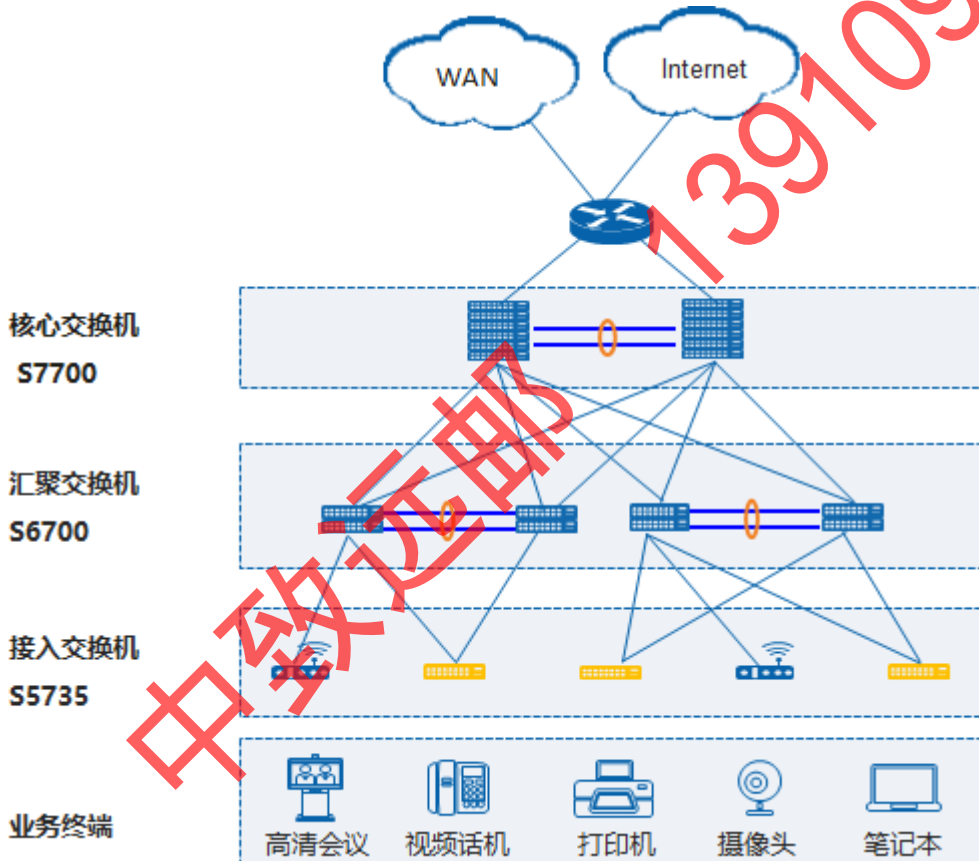 WAN
Internet
13910
核心交换机
S7700
汇聚交换机
S6700
接入交换机
S5735
业务终端
高清会议
视频话机
打印机
摄像头
笔记本
中致远邮